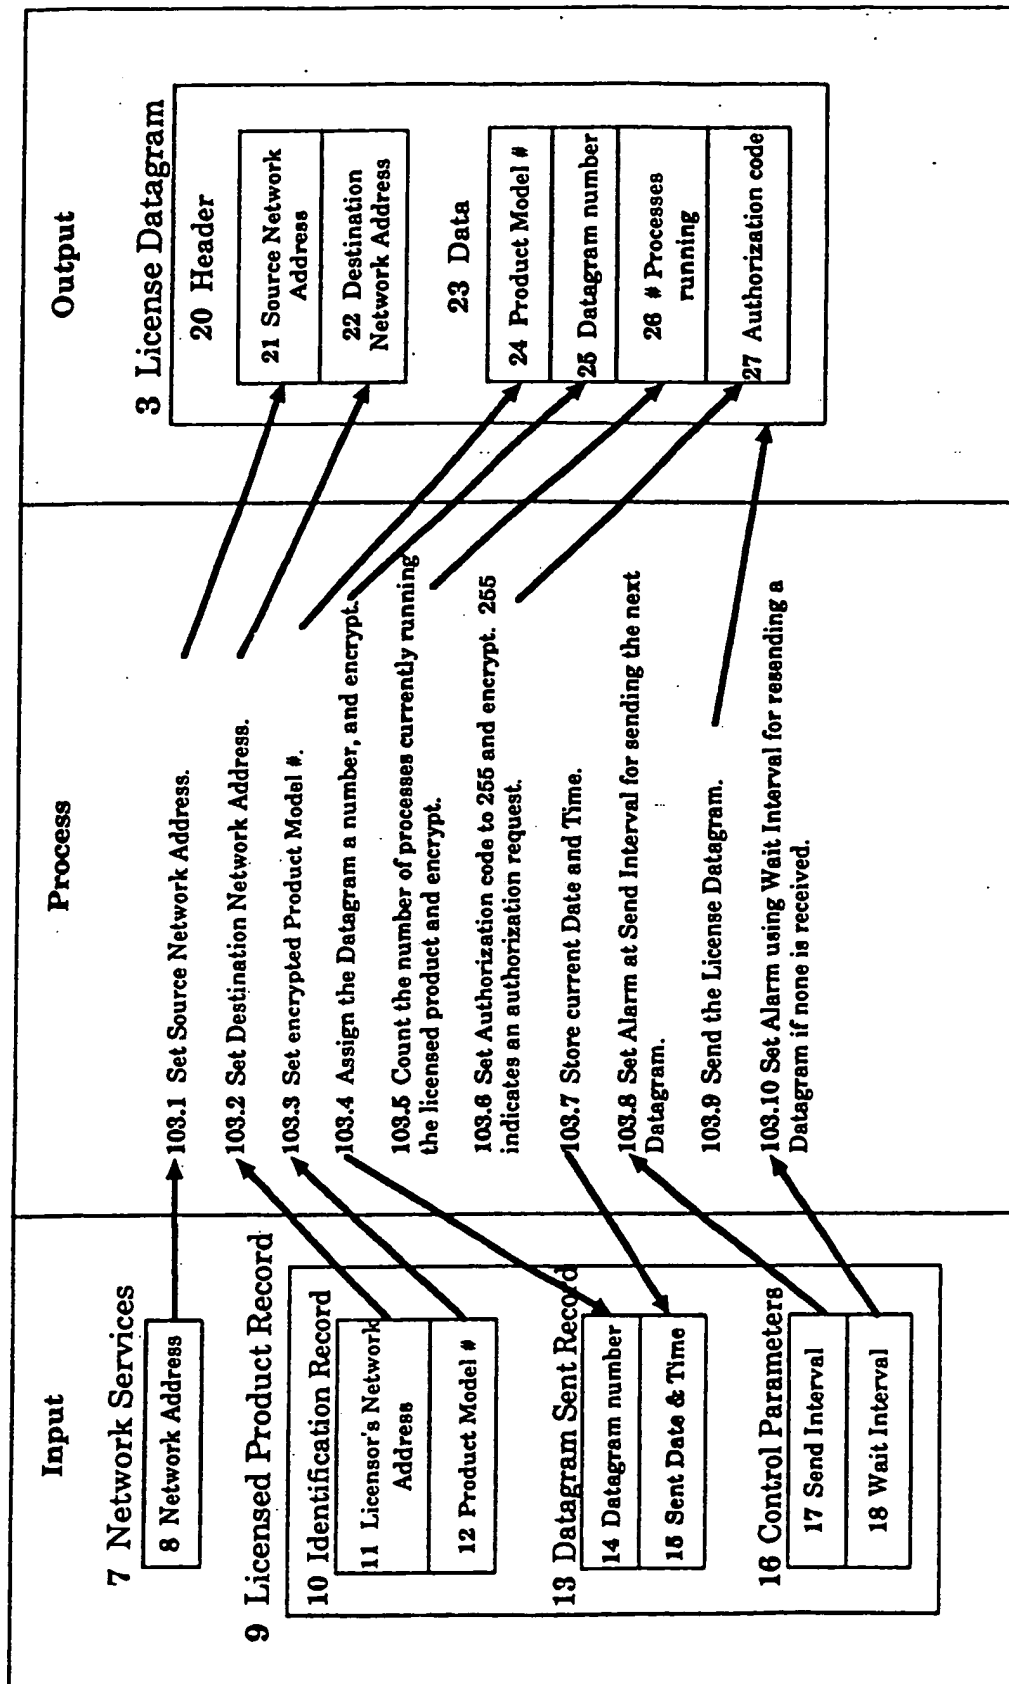 Input
7 Network Services
8 Network Address
9 Licensed Product Record
10 Identification Record
11 Licensor's Network
Address
12 Product Model #
13 Datagram Sent Record
14 Datagram number
15 Sent Date & Time
16 Control Parameters
17 Send Interval
18 Wait Interval
Process
103.1 Set Source Network Address.
103.2 Set Destination Network Address.
103.3 Set encrypted Product Model #.
103.4 Assign the Datagram a number, and encrypt.
103.5 Count the number of processes currently running
the licensed product and encrypt.
103.6 Set Authorization code to 255 and encrypt. 255
indicates an authorization request.
103.7 Store current Date and Time.
103.8 Set Alarm at Send Interval for sending the next
Datagram.
103.9 Send the License Datagram.
103.10 Set Alarm using Wait Interval for resending a
Datagram if none is received.
Output
3 License Datagram
20 Header
21 Source Network
Address
22 Destination
Network Address
23 Data
24 Product Model #
25 Datagram number
26 # Processes
running
27 Authorization code